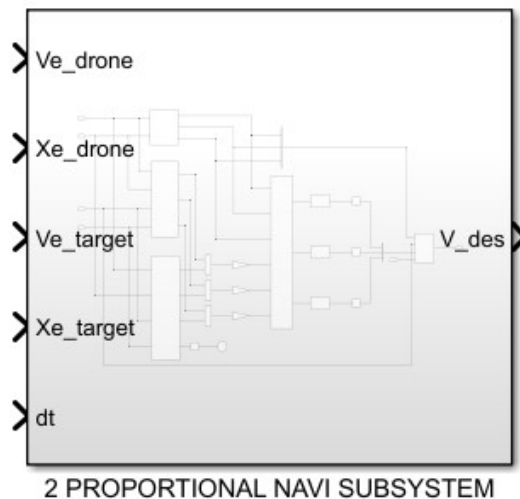 Ve_drone
Xe_drone
Ve_target
V_des
Xe_target
dt
2 PROPORTIONAL NAVI SUBSYSTEM